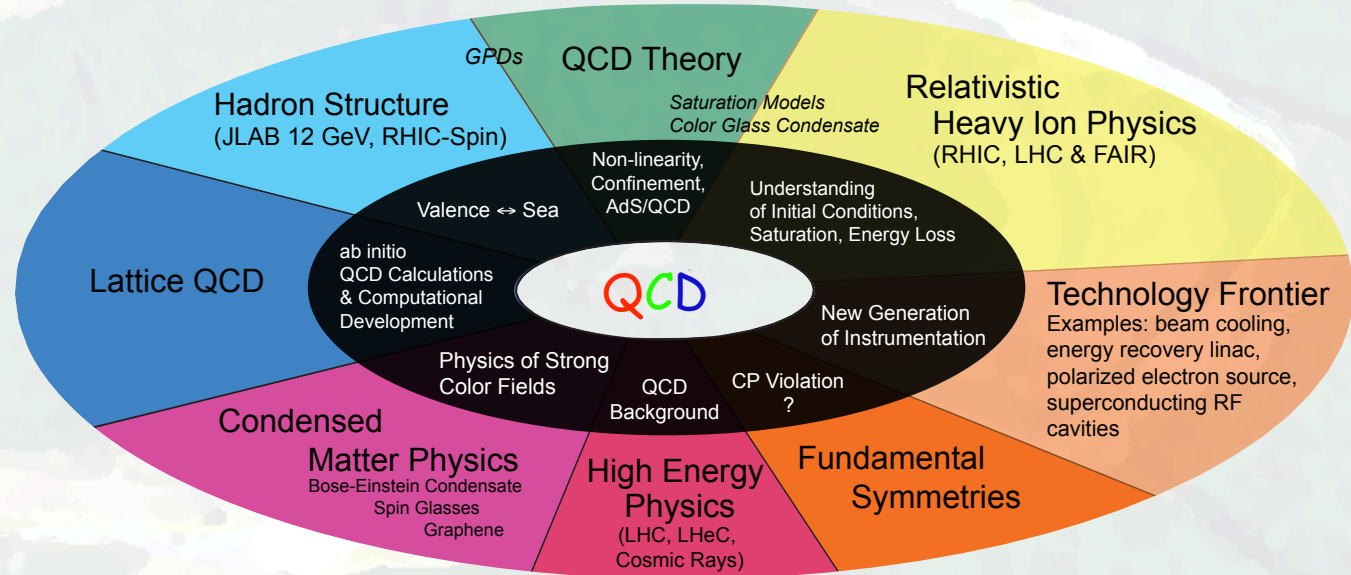 GPDs
QCD Theory
Saturation Models
Color Glass Condensate
Hadron Structure
(JLAB 12 GeV, RHIC-Spin)
Relativistic
Heavy Ion Physics
(RHIC, LHC & FAIR)
Non-linearity,
Confinement,
AdS/QCD
Valence ↔ Sea
Understanding
of Initial Conditions,
Saturation, Energy Loss
Lattice QCD
ab initio
QCD Calculations
& Computational
Development
QCD
New Generation
of Instrumentation
Technology Frontier
Examples: beam cooling,
energy recovery linac,
polarized electron source,
superconducting RF
cavities
Physics of Strong
Color Fields
QCD
Background
CP Violation
?
Condensed
Matter Physics
Bose-Einstein Condensate
Spin Glasses
Graphene
High Energy
Physics
(LHC, LHeC,
Cosmic Rays)
Fundamental
Symmetries